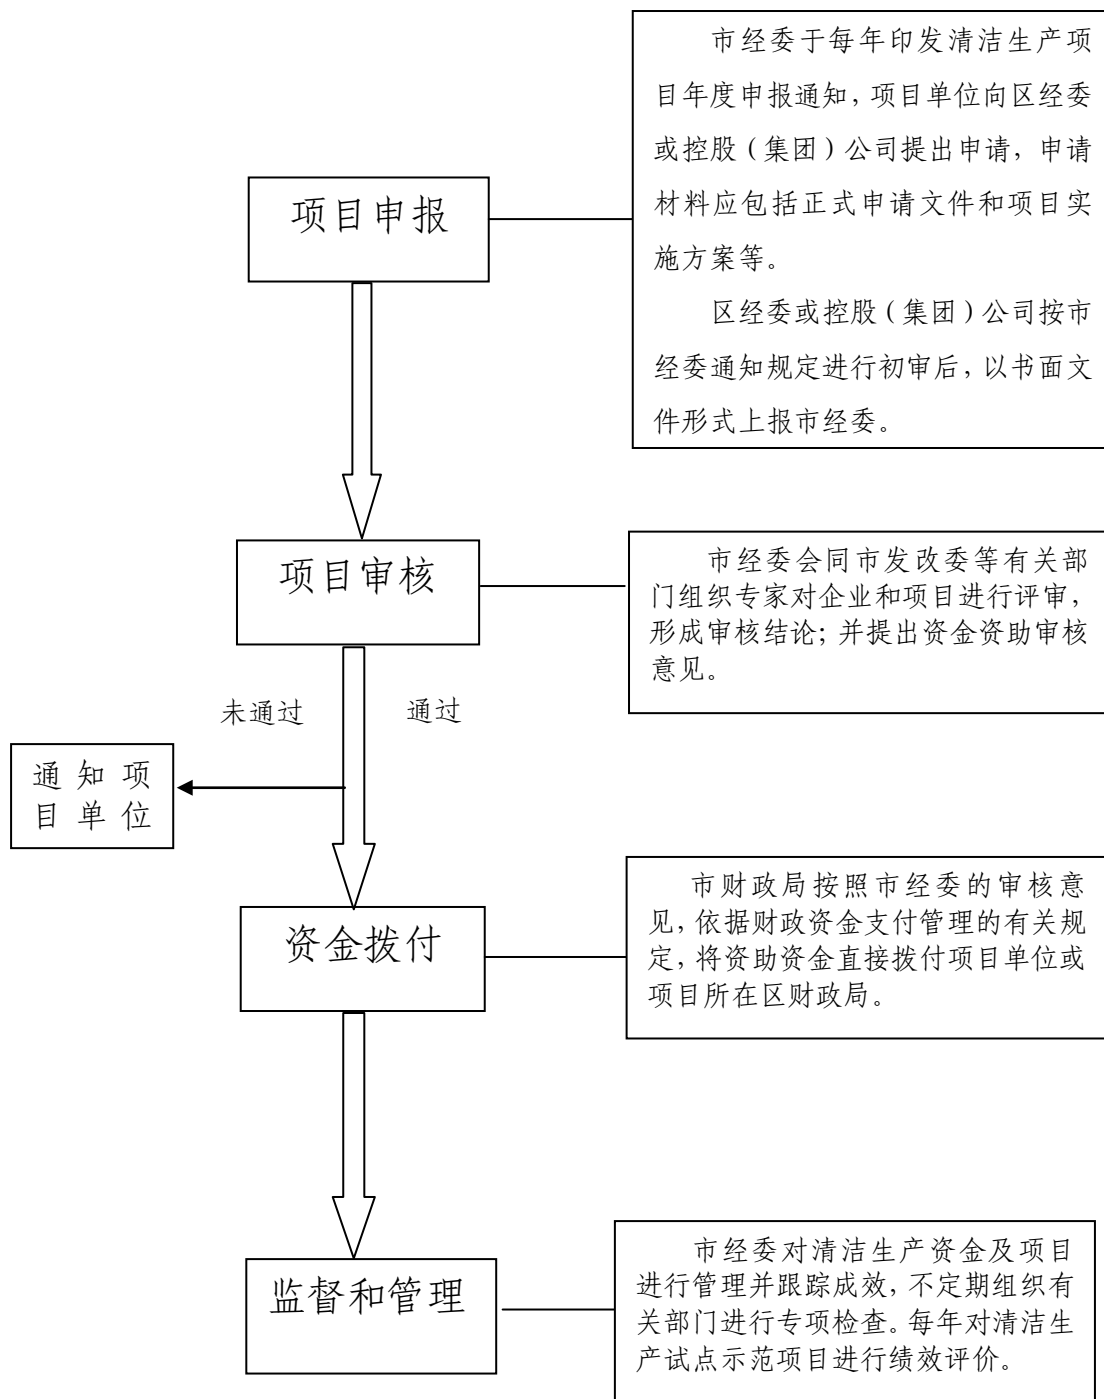 市经委于每年印发清洁生产项
目年度申报通知，项目单位向区经委
或控股（集团）公司提出申请，申请
材料应包括正式申请文件和项目实
施方案等。
区经委或控股（集团）公司按市
经委通知规定进行初审后，以书面文
件形式上报市经委。
项目申报
项目审核
市经委会同市发改委等有关部
门组织专家对企业和项目进行评审，
形成审核结论；并提出资金资助审核
意见。
未通过
通过
通知项
目单位
资金拨付
市财政局按照市经委的审核意
见，依据财政资金支付管理的有关规
定，将资助资金直接拨付项目单位或
项目所在区财政局。
监督和管理
市经委对清洁生产资金及项目
进行管理并跟踪成效，不定期组织有
关部门进行专项检查。每年对清洁生
产试点示范项目进行绩效评价。